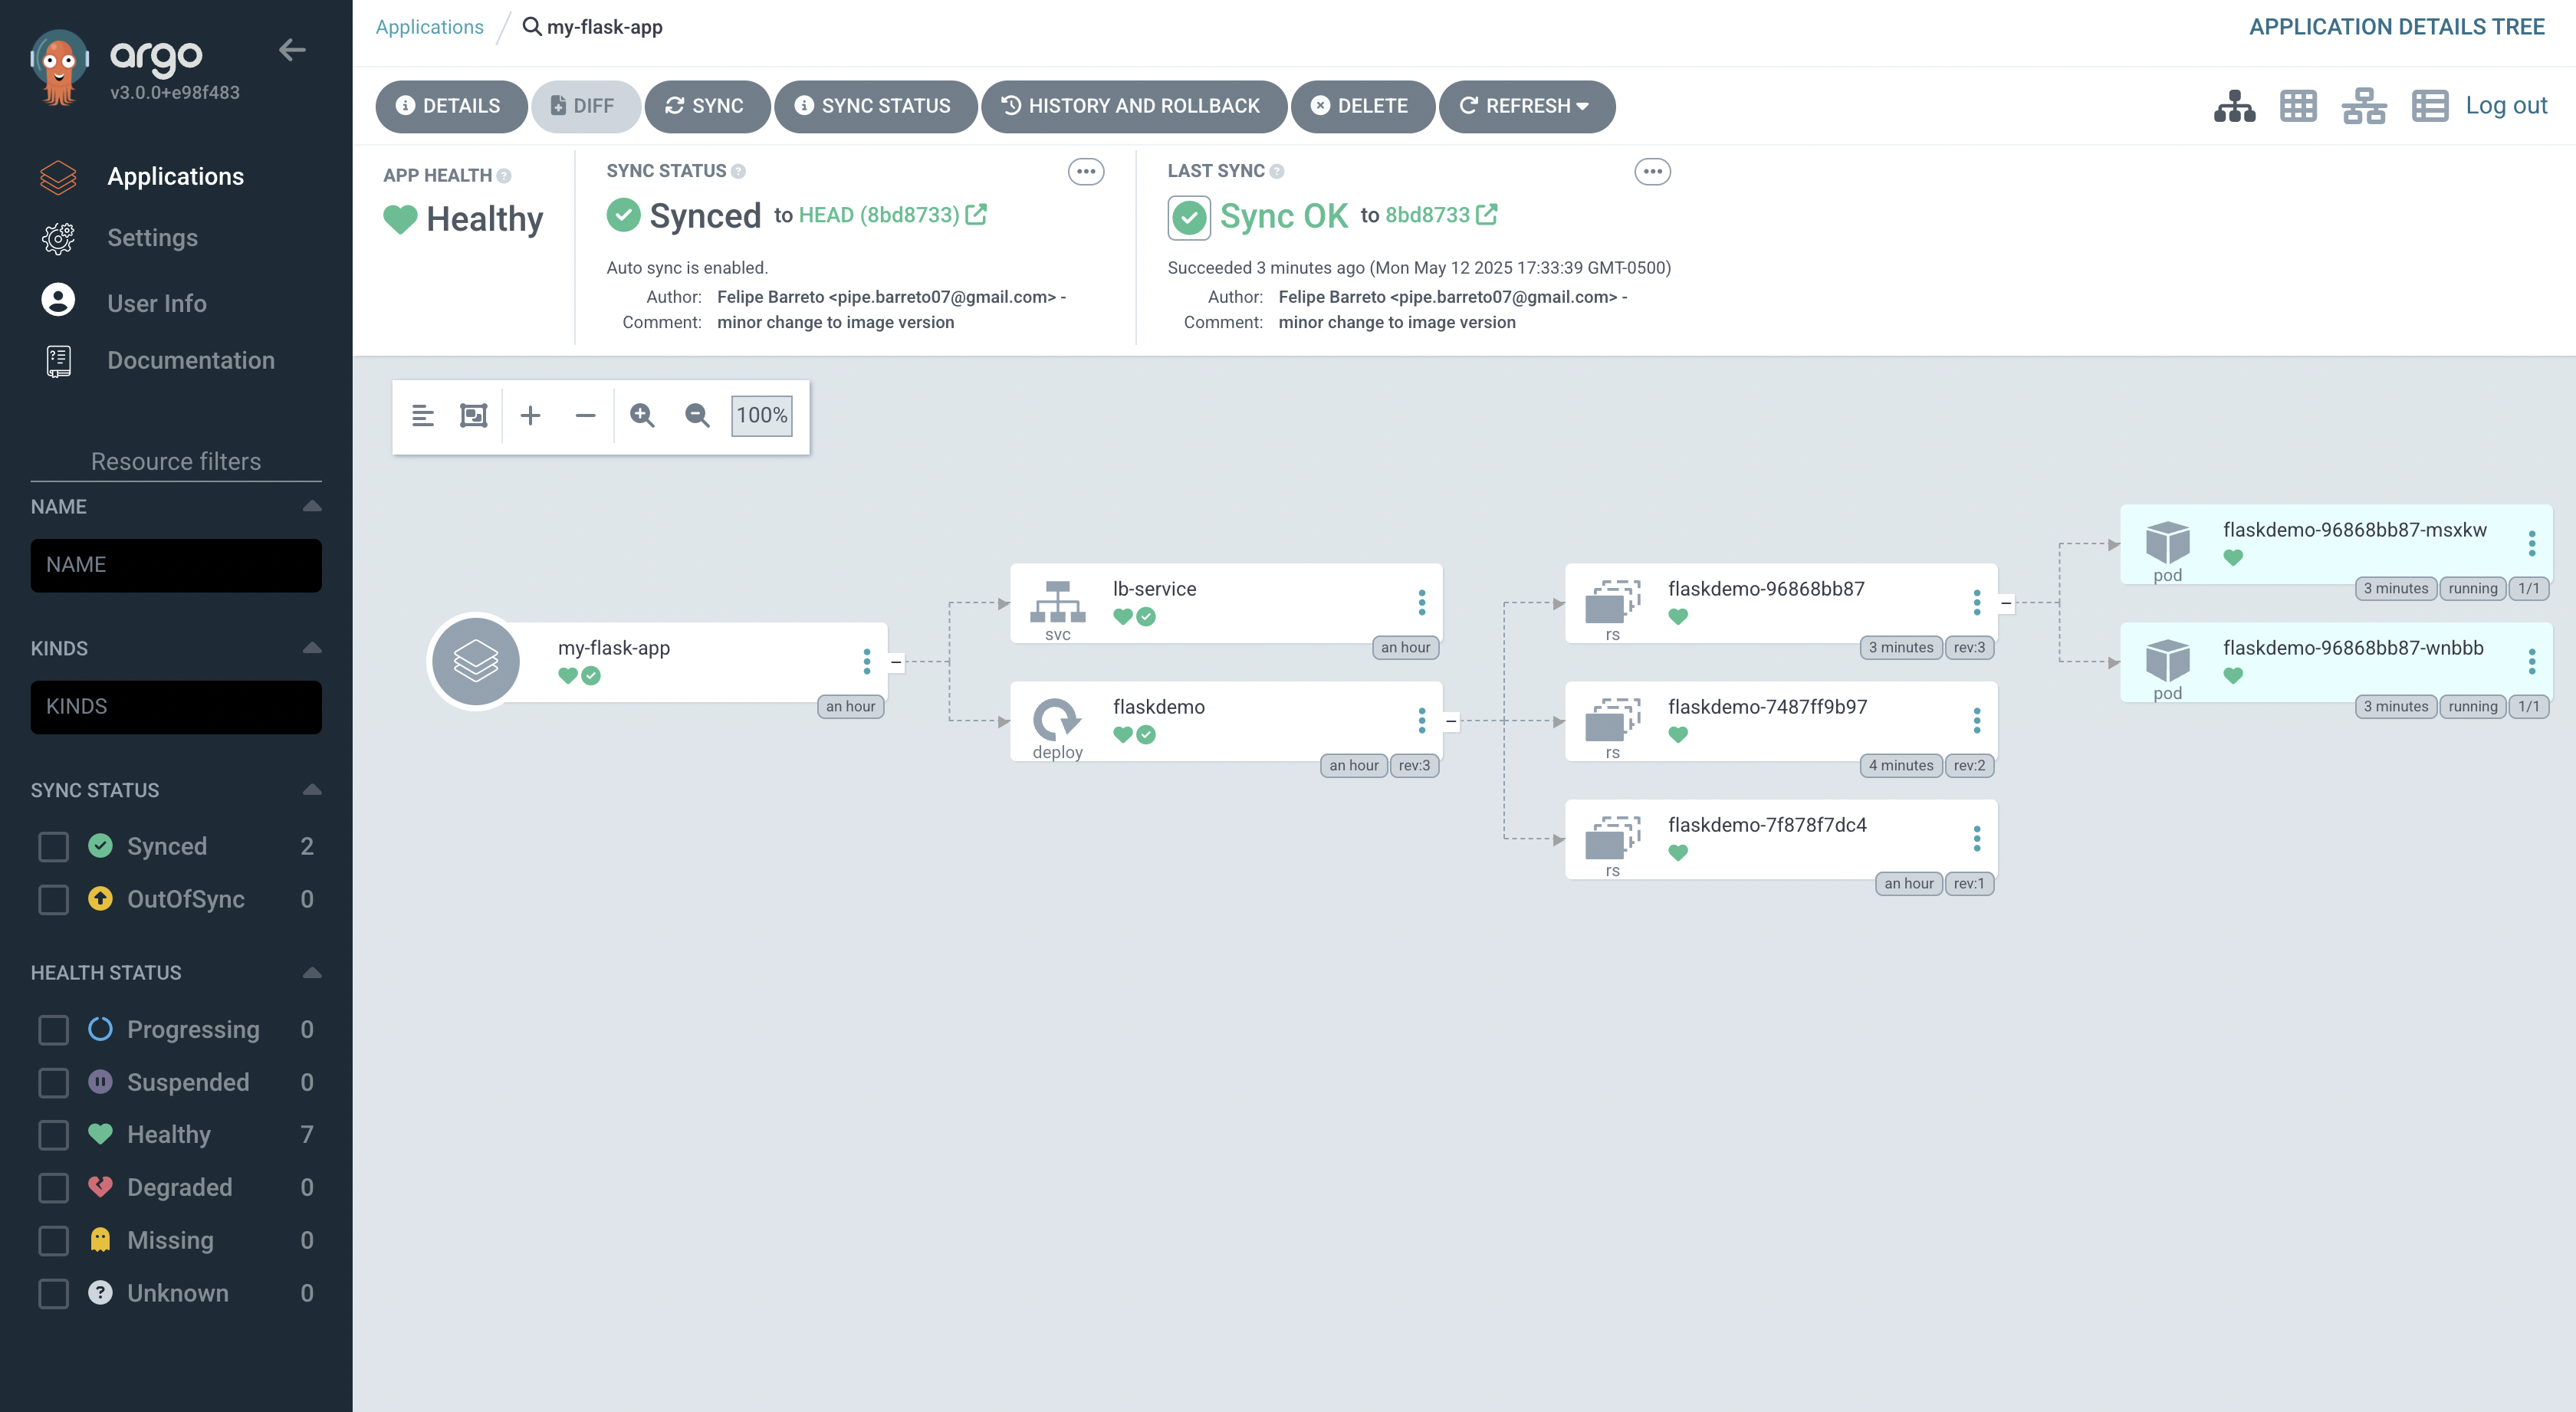 argo
v3.0.0+e98f483
Applications
Settings
User Info
Documentation
Resource filters
NAME
NAME
KINDS
KINDS
SYNC STATUS
Synced 2
OutOfSync 0
HEALTH STATUS
Progressing 0
Suspended 0
Healthy 7
Degraded 0
Missing 0
Unknown 0
Applications / my-flask-app
APPLICATION DETAILS TREE
DETAILS DIFF SYNC SYNC STATUS HISTORY AND ROLLBACK DELETE REFRESH
Log out
APP HEALTH ?
Healthy
SYNC STATUS ?
Synced to HEAD (8bd8733)
Auto sync is enabled.
Author: Felipe Barreto <pipe.barreto07@gmail.com> -
Comment: minor change to image version
LAST SYNC ?
Sync OK to 8bd8733
Succeeded 3 minutes ago (Mon May 12 2025 17:33:39 GMT-0500)
Author: Felipe Barreto <pipe.barreto07@gmail.com> -
Comment: minor change to image version
100%
my-flask-app
an hour
lb-service
svc
an hour
flaskdemo
deploy
an hour rev:3
flaskdemo-96868bb87
rs
3 minutes rev:3
flaskdemo-7487ff9b97
rs
4 minutes rev:2
flaskdemo-7f878f7dc4
rs
an hour rev:1
flaskdemo-96868bb87-msxkw
pod
3 minutes running 1/1
flaskdemo-96868bb87-wnbbb
pod
3 minutes running 1/1